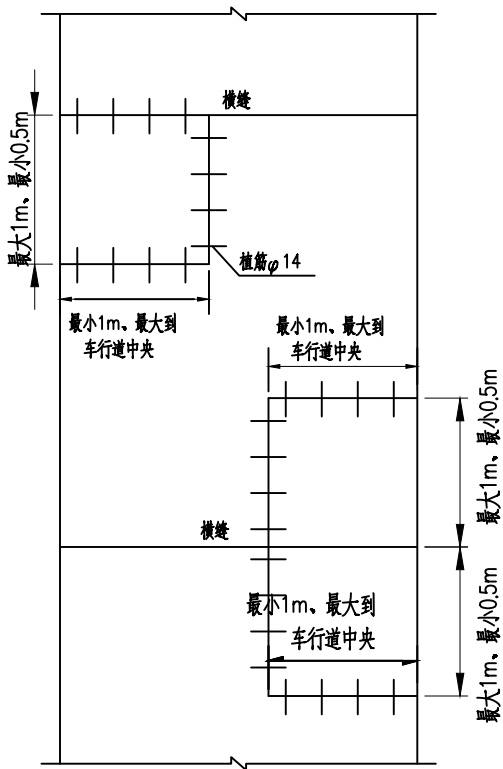 横缝
最大1m、最小0.5m
植筋φ14
最小1m、最大到
车行道中央
最小1m、最大到
车行道中央
最大1m、最小0.5m
横缝
最小1m、最大到
车行道中央
最大1m、最小0.5m